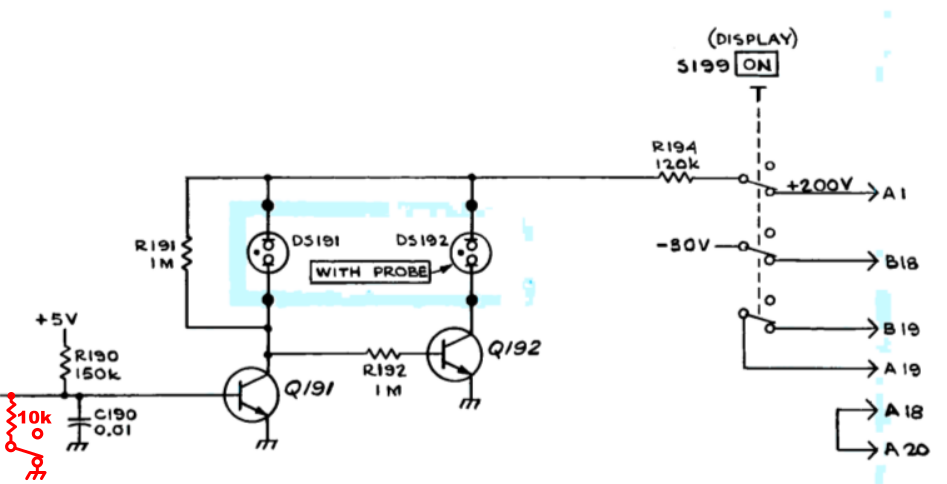 (DISPLAY)
S199 ON
R194
120k
+200V
A1
R191
1M
DS191
DS192
WITH PROBE
-30V
B18
+5V
R190
150k
Q192
B19
R192
1M
A19
Q191
10k
C190
0.01
A18
A20